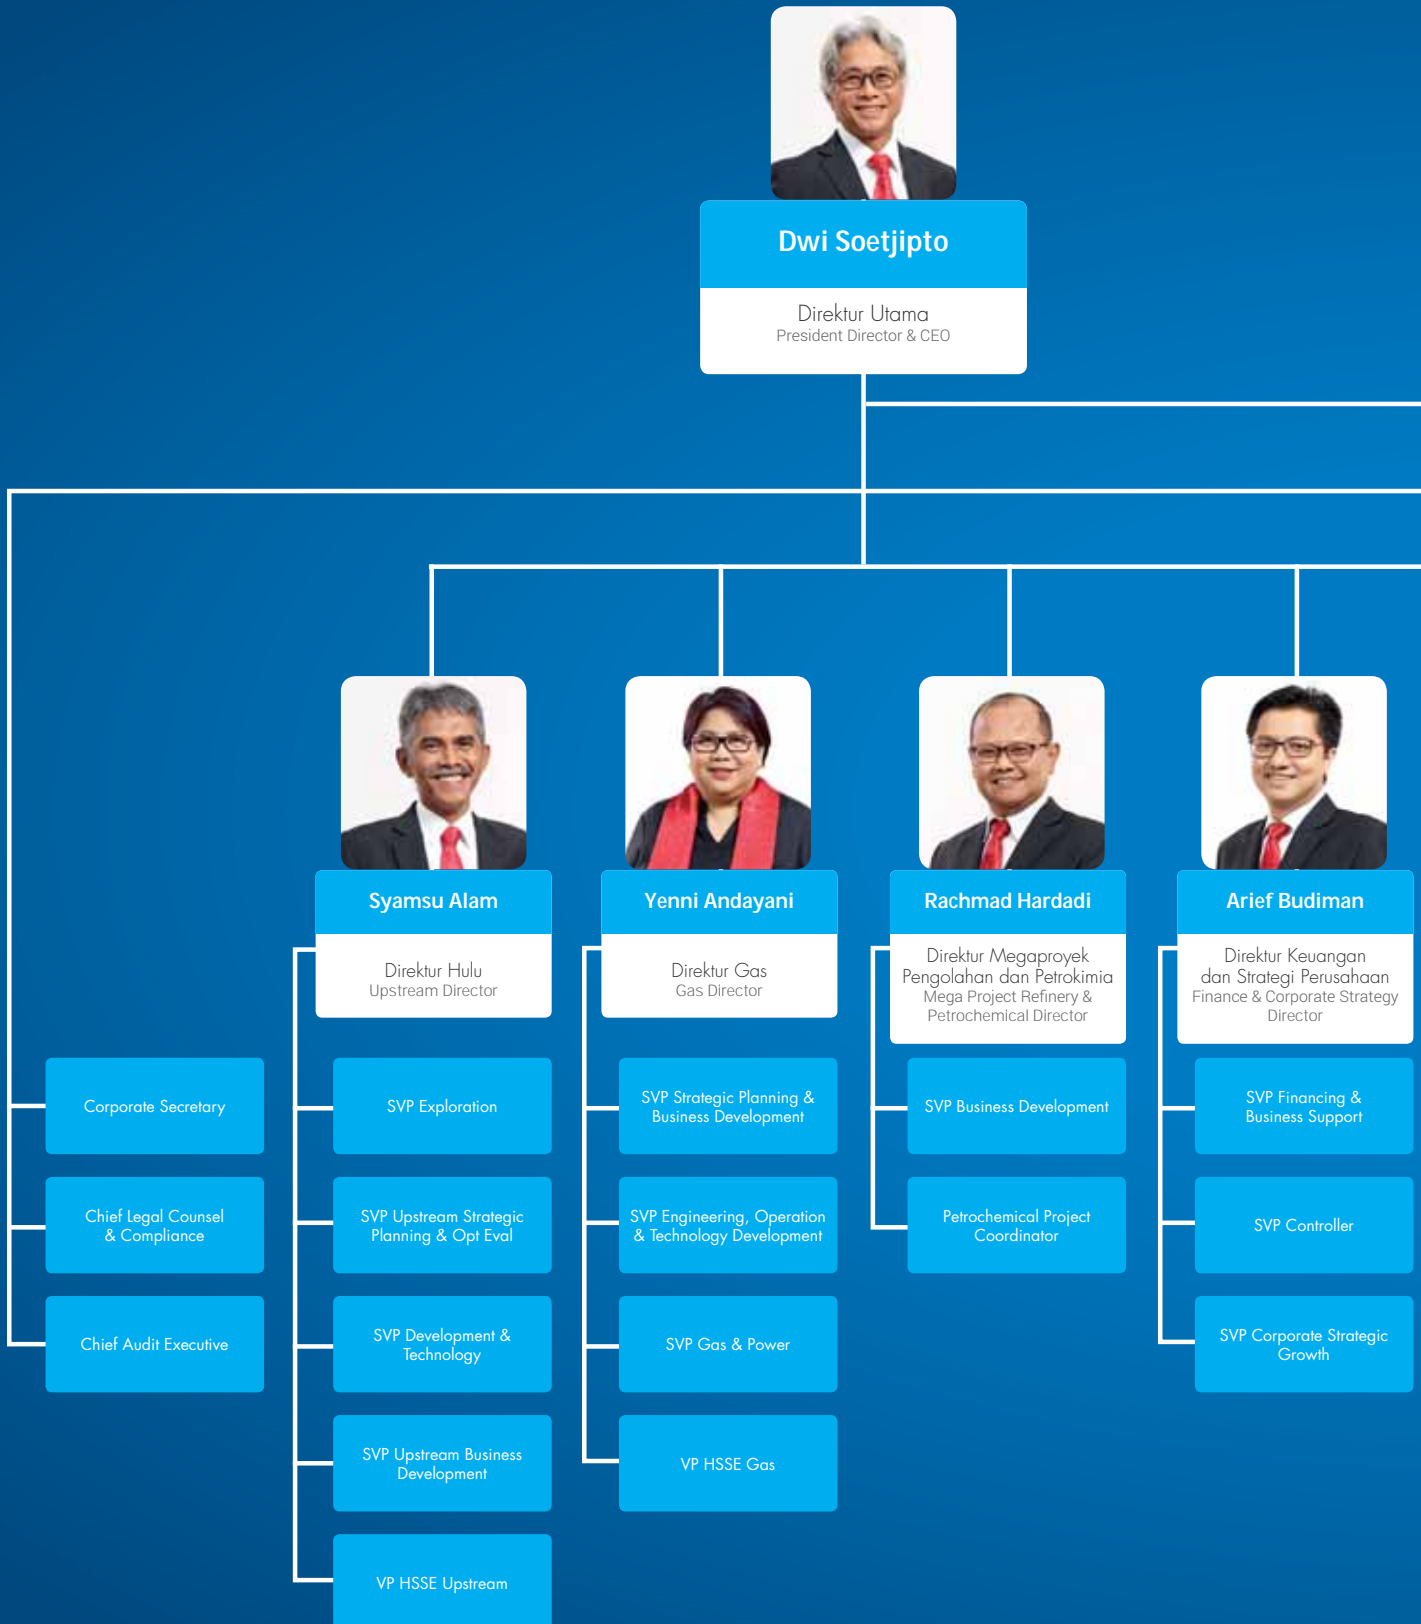 Dwi Soetjipto
Direktur Utama
President Director & CEO
Syamsu Alam
Direktur Hulu
Upstream Director
Yenni Andayani
Direktur Gas
Gas Director
Rachmad Hardadi
Direktur Megaproyek
Pengolahan dan Petrokimia
Mega Project Refinery &
Petrochemical Director
Arief Budiman
Direktur Keuangan
dan Strategi Perusahaan
Finance & Corporate Strategy
Director
Corporate Secretary
Chief Legal Counsel
& Compliance
Chief Audit Executive
SVP Exploration
SVP Upstream Strategic
Planning & Opt Eval
SVP Development &
Technology
SVP Upstream Business
Development
VP HSSE Upstream
SVP Strategic Planning &
Business Development
SVP Engineering, Operation
& Technology Development
SVP Gas & Power
VP HSSE Gas
SVP Business Development
Petrochemical Project
Coordinator
SVP Financing &
Business Support
SVP Controller
SVP Corporate Strategic
Growth